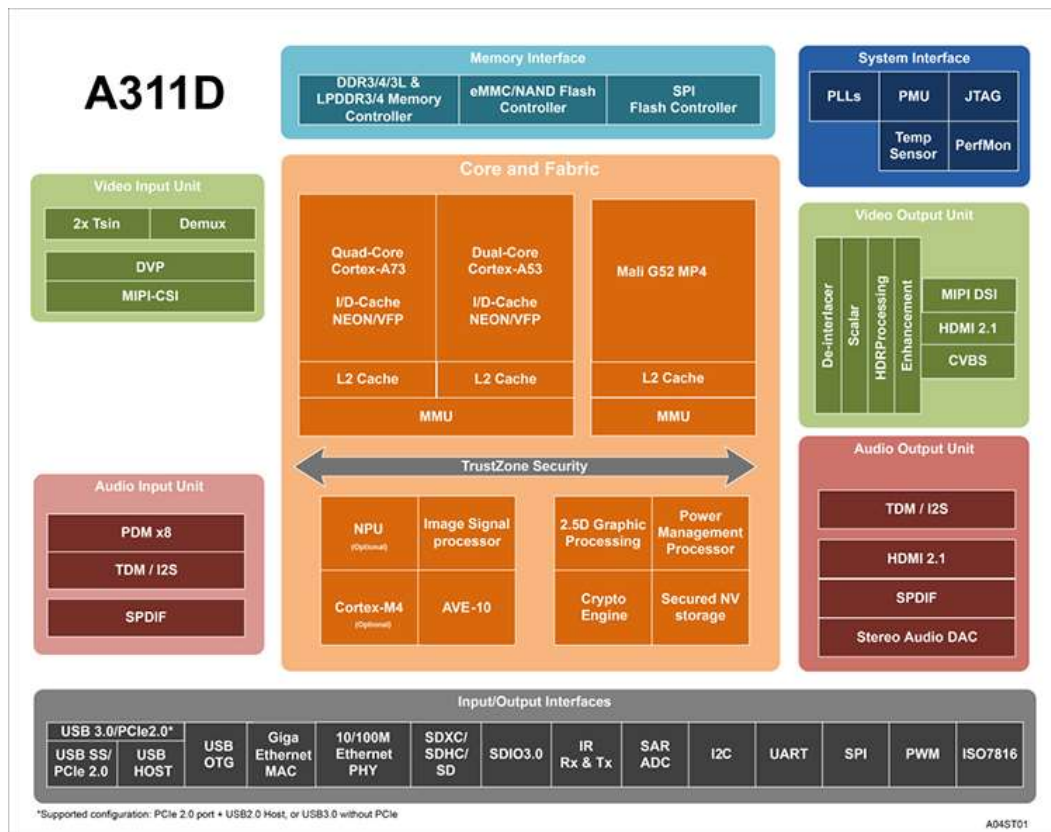 A311D
Memory Interface
DDR3/4/3L &
LPDDR3/4 Memory
Controller
eMMC/NAND Flash
Controller
SPI
Flash Controller
System Interface
PLLs
PMU
JTAG
Temp
Sensor
PerfMon
Video Input Unit
2x Tsin
Demux
DVP
MIPI-CSI
Core and Fabric
Quad-Core
Cortex-A73
I/D-Cache
NEON/VFP
Dual-Core
Cortex-A53
I/D-Cache
NEON/VFP
Mali G52 MP4
L2 Cache
L2 Cache
L2 Cache
MMU
MMU
TrustZone Security
NPU
(Optional)
Image Signal
processor
2.5D Graphic
Processing
Power
Management
Processor
Cortex-M4
(Optional)
AVE-10
Crypto
Engine
Secured NV
storage
Video Output Unit
De-interlacer
Scalar
HDRProcessing
Enhancement
MIPI DSI
HDMI 2.1
CVBS
Audio Input Unit
PDM x8
TDM / I2S
SPDIF
Audio Output Unit
TDM / I2S
HDMI 2.1
SPDIF
Stereo Audio DAC
Input/Output Interfaces
USB 3.0/PCIe2.0*
USB SS/
PCIe 2.0
USB
HOST
USB
OTG
Giga
Ethernet
MAC
10/100M
Ethernet
PHY
SDXC/
SDHC/
SD
SDIO3.0
IR
Rx & Tx
SAR
ADC
I2C
UART
SPI
PWM
ISO7816
*Supported configuration: PCIe 2.0 port + USB2.0 Host, or USB3.0 without PCIe
A04ST01